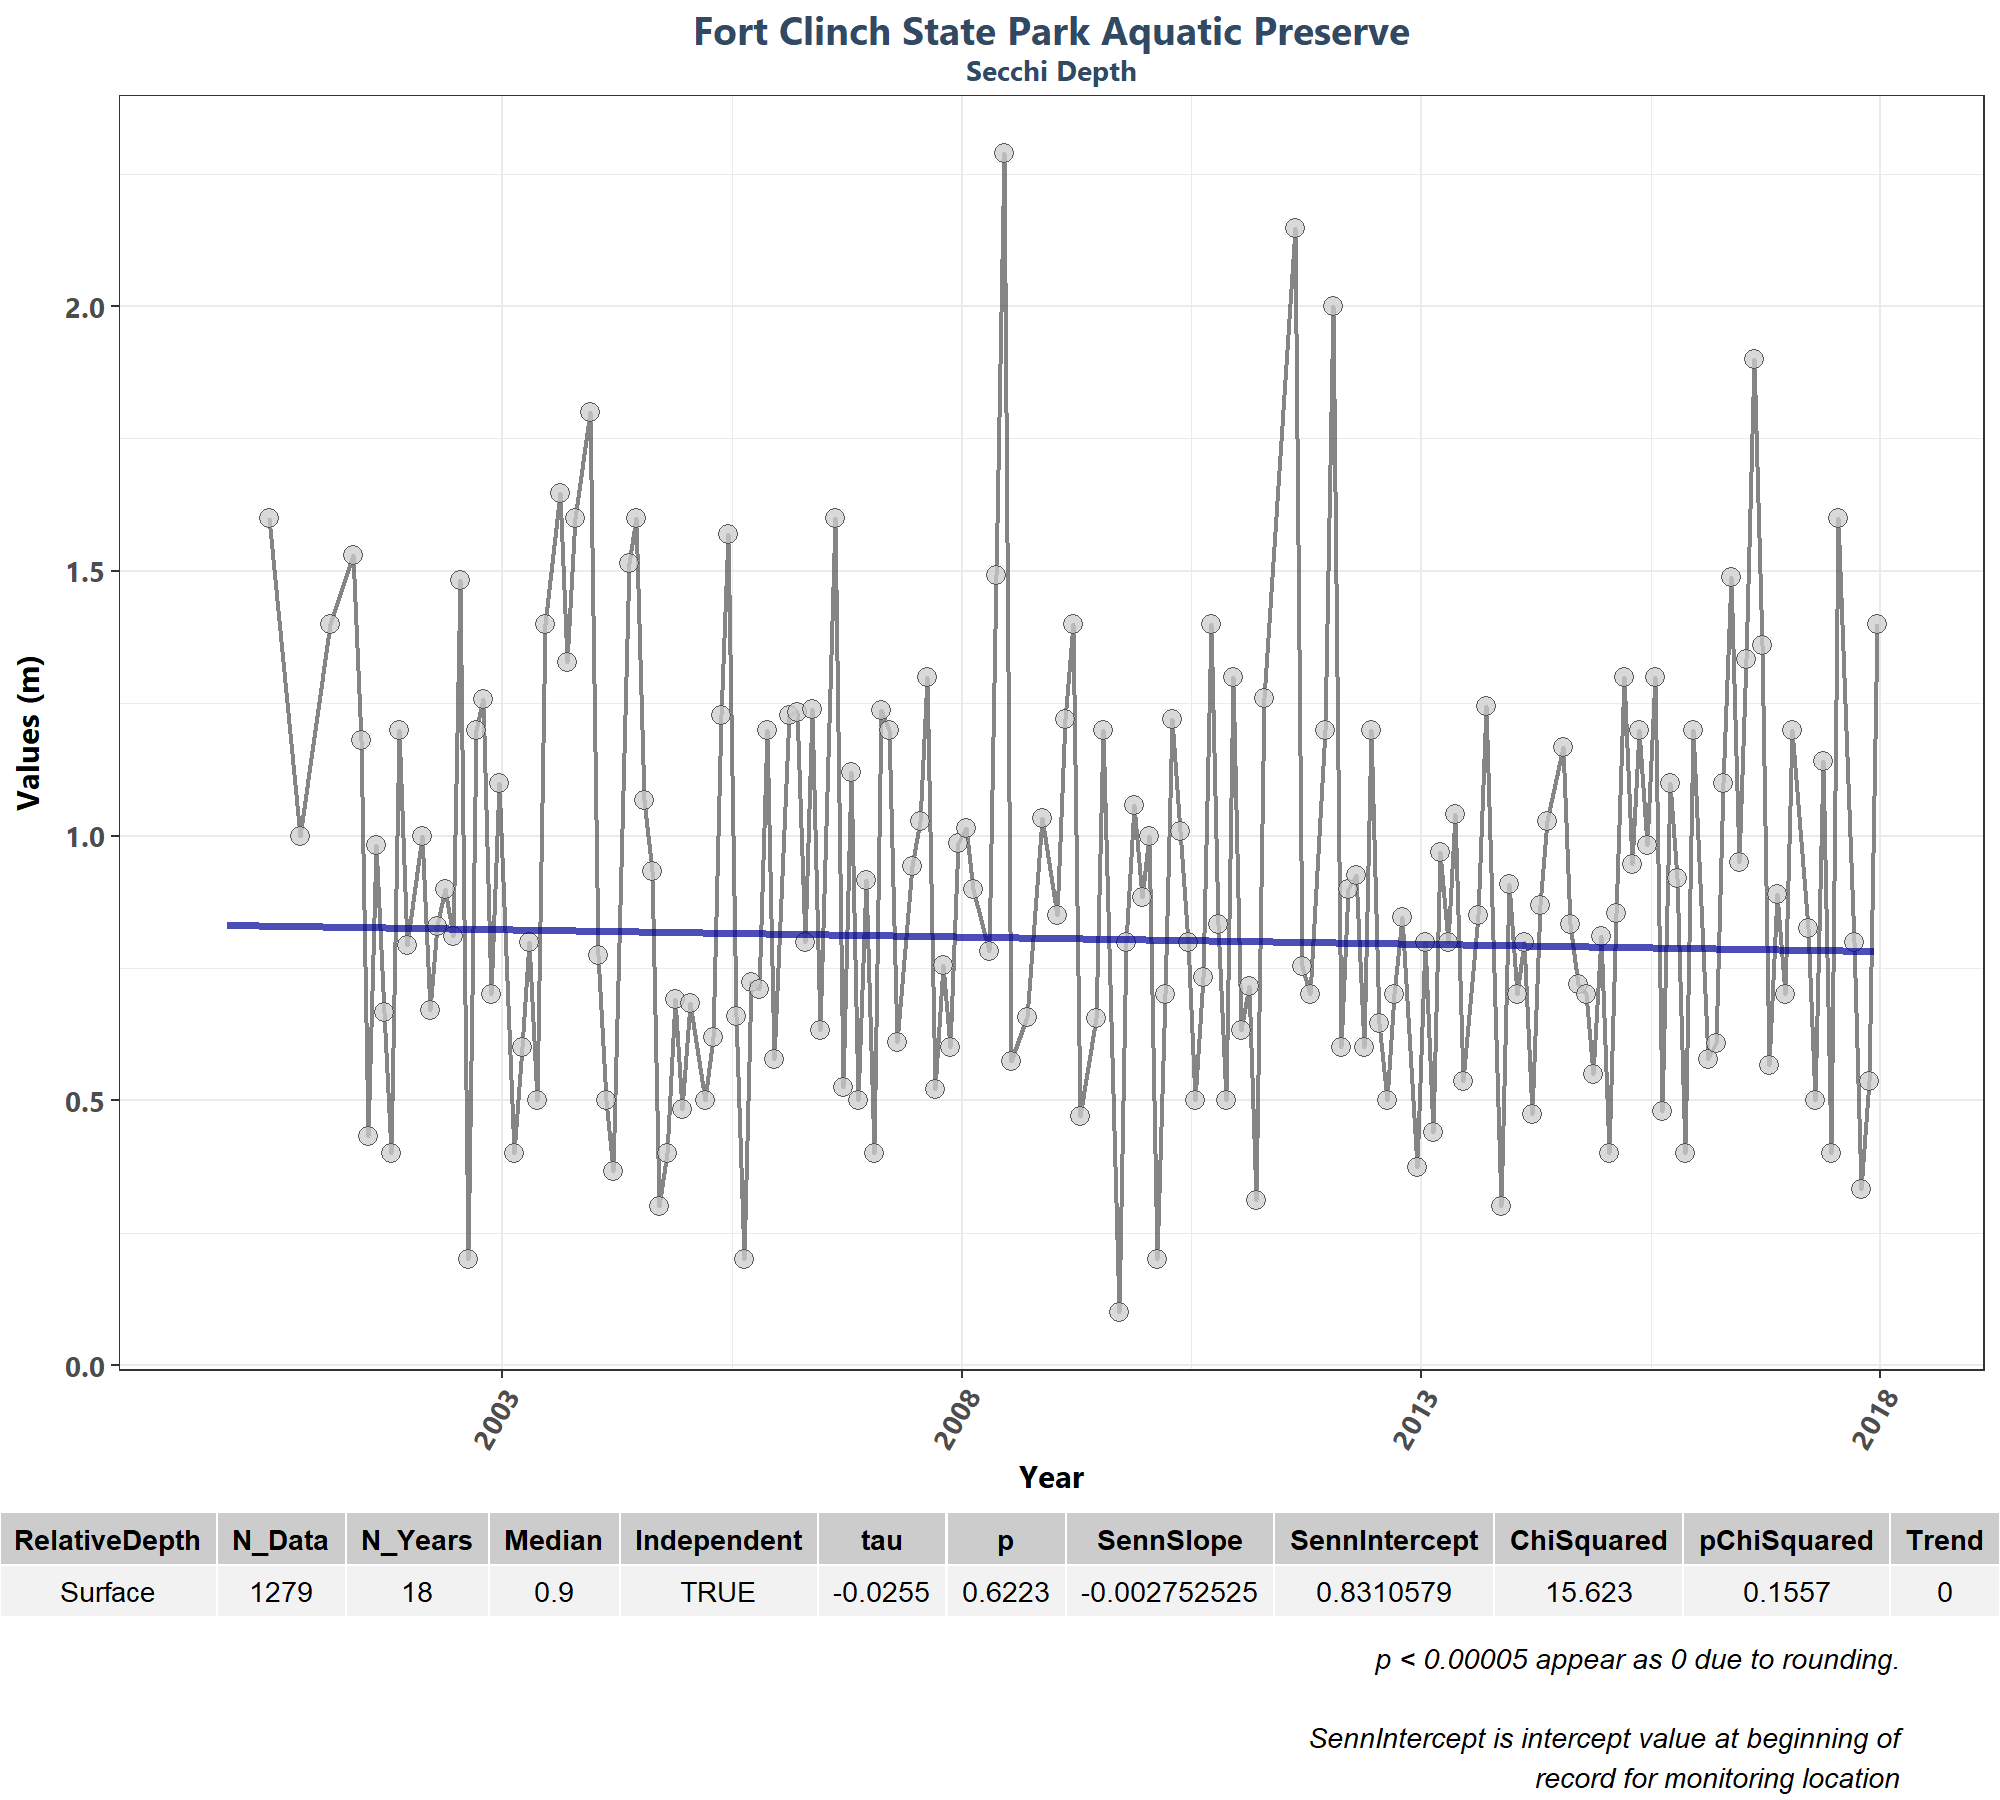 Fort Clinch State Park Aquatic Preserve
Secchi Depth
Values (m)
2.0
1.5
1.0
0.5
0.0
2003 2008 2013 2018
Year
RelativeDepth N_Data N_Years Median Independent tau p SennSlope SennIntercept ChiSquared pChiSquared Trend
Surface 1279 18 0.9 TRUE -0.0255 0.6223 -0.002752525 0.8310579 15.623 0.1557 0
p < 0.00005 appear as 0 due to rounding.
SennIntercept is intercept value at beginning of
record for monitoring location